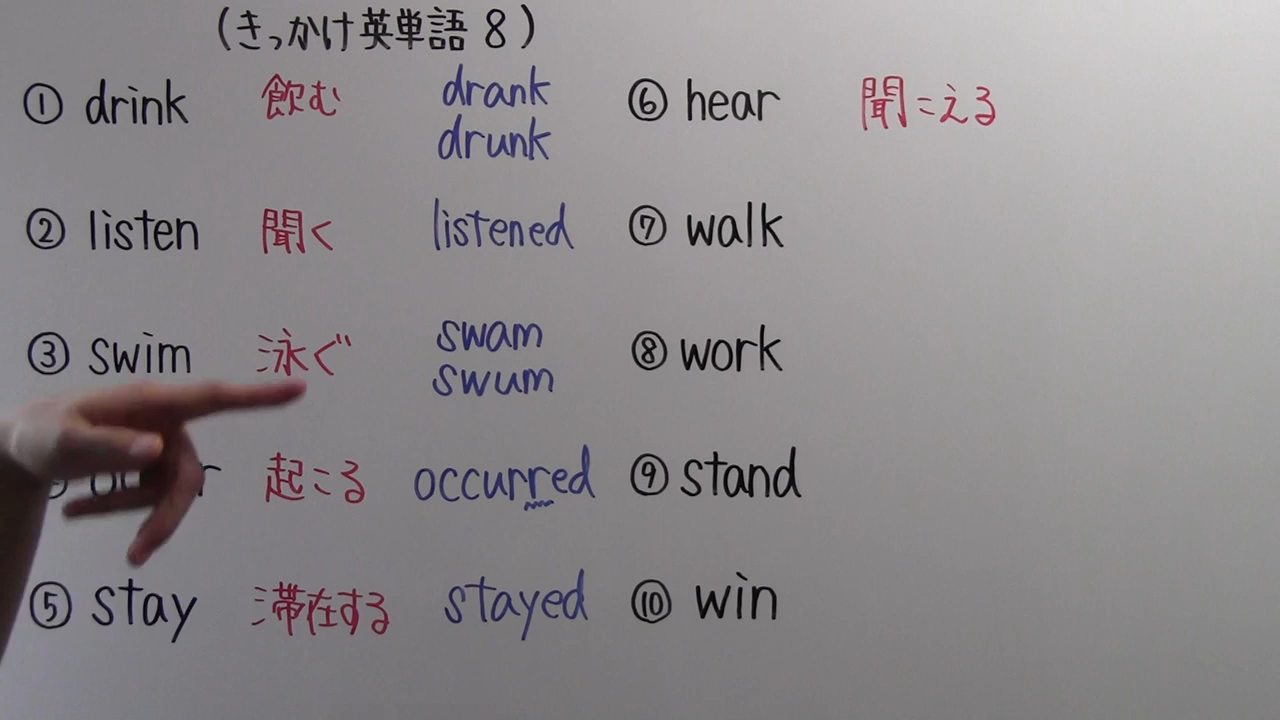 (きっかけ英単語8)
① drink 飲む drank
drunk
② listen 聞く listened
③ swim 泳ぐ swam
swum
起こる occurred
⑤ stay 滞在する stayed
⑥ hear 聞こえる
⑦ walk
⑧ work
⑨ stand
⑩ win